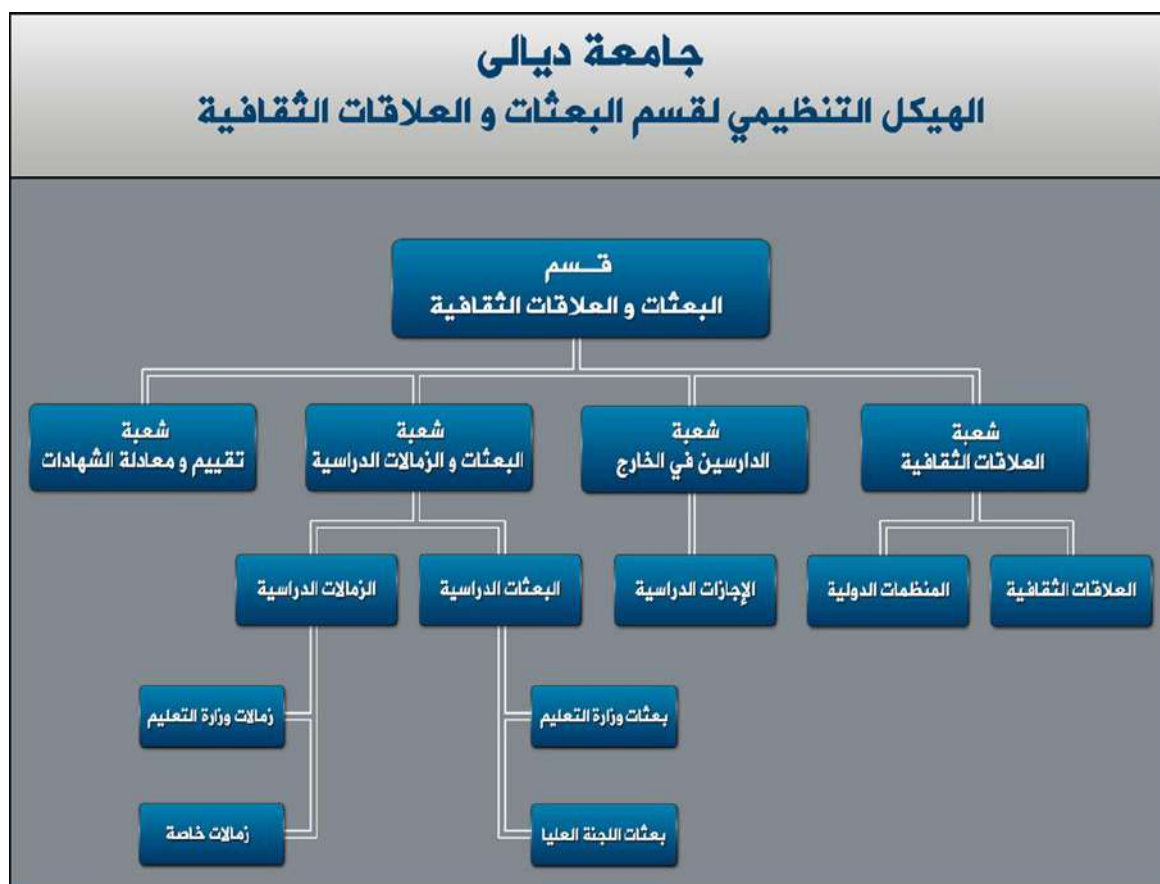 جامعة ديالى
الهيكل التنظيمي لقسم البعثات و العلاقات الثقافية
قــسم
البعثات و العلاقات الثقافية
شعبة
العلاقات الثقافية
شعبة
الدارسين في الخارج
شعبة
البعثات و الزمالات الدراسية
شعبة
تقييم و معادلة الشهادات
العلاقات الثقافية
المنظمات الدولية
الإجازات الدراسية
البعثات الدراسية
الزمالات الدراسية
بعثات وزارة التعليم
زمالات وزارة التعليم
بعثات اللجنة العليا
زمالات خاصة